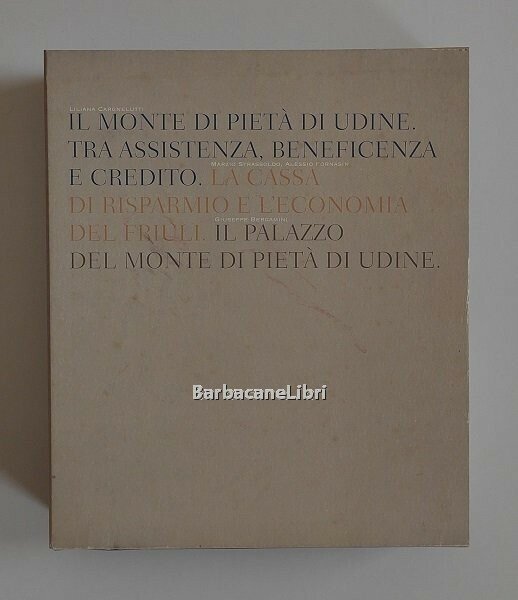 LILIANA CARGNELUTTI
IL MONTE DI PIETÀ DI UDINE.
TRA ASSISTENZA, BENEFICENZA
MARZIO STRASSOLDO, ALESSIO FORNASIN
E CREDITO. LA CASSA
DI RISPARMIO E L'ECONOMIA
GIUSEPPE BERGAMINI
DEL FRIULI. IL PALAZZO
DEL MONTE DI PIETÀ DI UDINE.
BarbacaneLibri